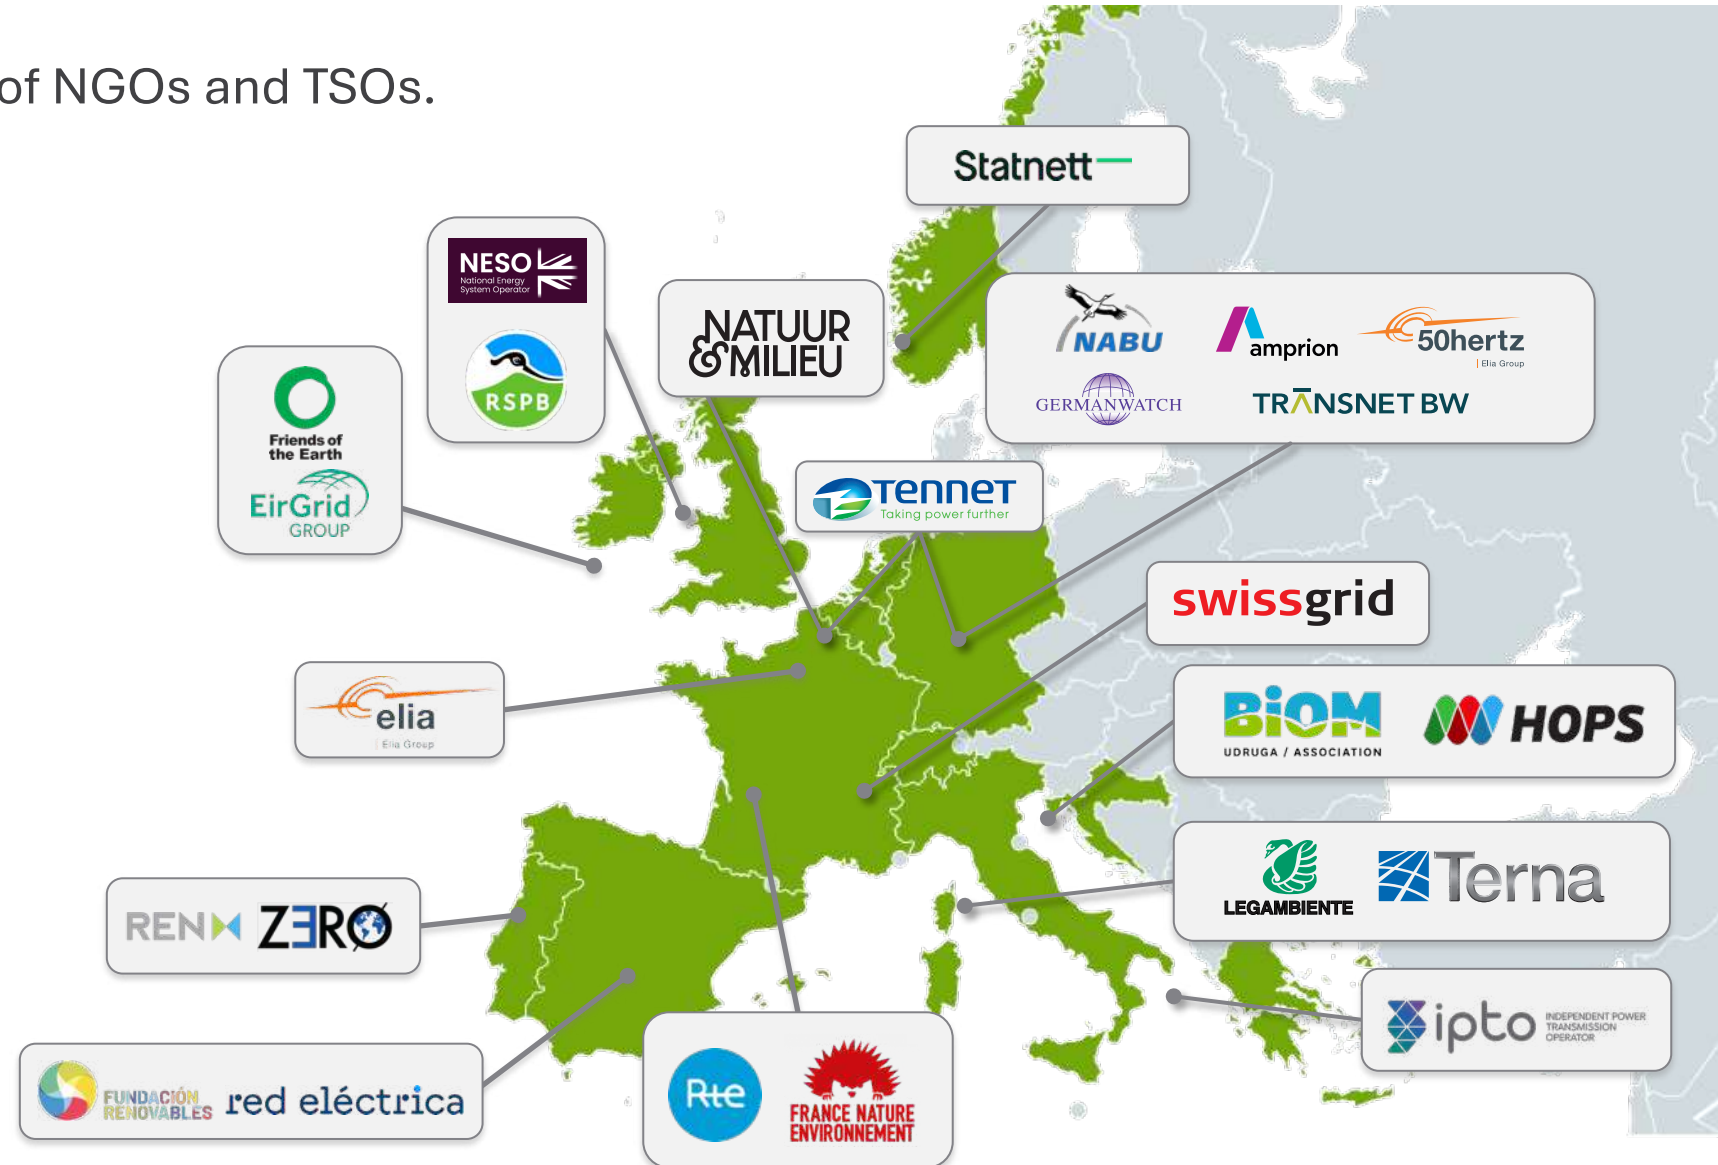 of NGOs and TSOs.
Statnett
NESO
National Energy
System Operator
RSPB
NATUUR
&MILIEU
NABU
amprion
50hertz
Elia Group
GERMANWATCH
TRANSNET BW
Friends of
the Earth
EirGrid
GROUP
TenneT
Taking power further
swissgrid
elia
Elia Group
BiOM
UDRUGA / ASSOCIATION
HOPS
LEGAMBIENTE
Terna
REN
ZERO
ipto
INDEPENDENT POWER
TRANSMISSION
OPERATOR
FUNDACIÓN
RENOVABLES
red eléctrica
Rte
FRANCE NATURE
ENVIRONNEMENT